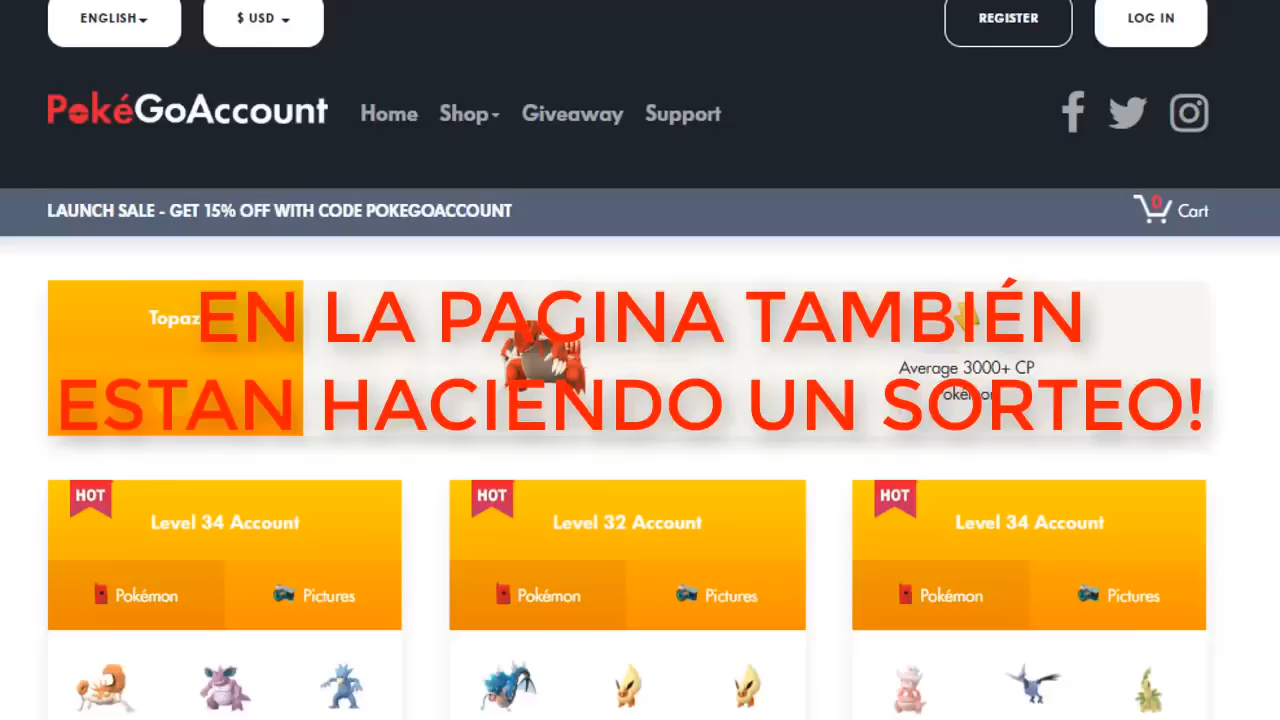 ENGLISH
$ USD
REGISTER
LOG IN
PokéGoAccount
Home
Shop
Giveaway
Support
LAUNCH SALE - GET 15% OFF WITH CODE POKEGOACCOUNT
0
Cart
Topaz
EN LA PAGINA TAMBIÉN
ESTAN HACIENDO UN SORTEO!
Average 3000+ CP
HOT
Level 34 Account
Pokémon
Pictures
HOT
Level 32 Account
Pokémon
Pictures
HOT
Level 34 Account
Pokémon
Pictures